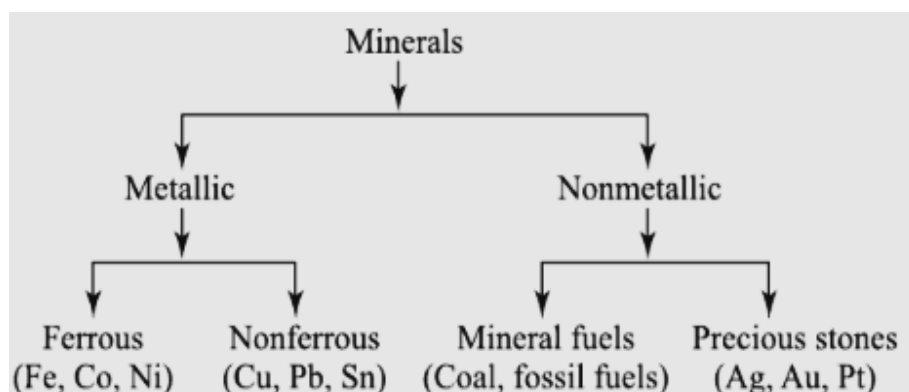 Minerals
Metallic
Nonmetallic
Ferrous
(Fe, Co, Ni)
Nonferrous
(Cu, Pb, Sn)
Mineral fuels
(Coal, fossil fuels)
Precious stones
(Ag, Au, Pt)